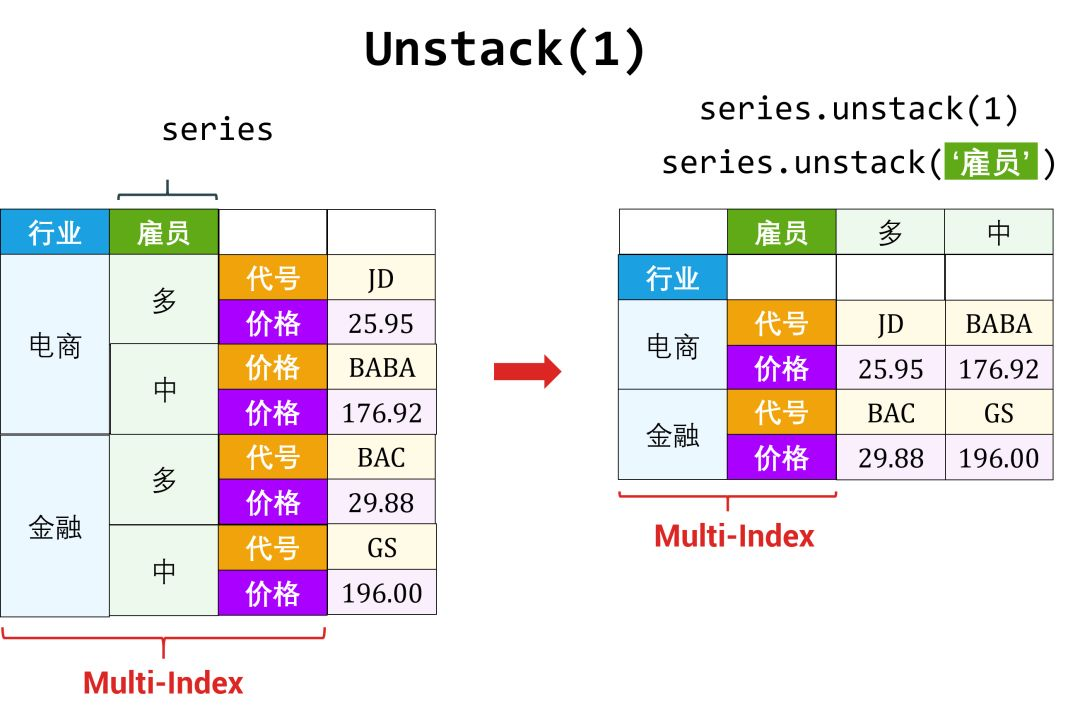 Unstack(1)
series
series.unstack(1)
series.unstack(‘雇员’)
行业 雇员
电商 多 代号 JD
价格 25.95
中 价格 BABA
价格 176.92
金融 多 代号 BAC
价格 29.88
中 代号 GS
价格 196.00
Multi-Index
雇员 多 中
行业
电商 代号 JD BABA
价格 25.95 176.92
金融 代号 BAC GS
价格 29.88 196.00
Multi-Index